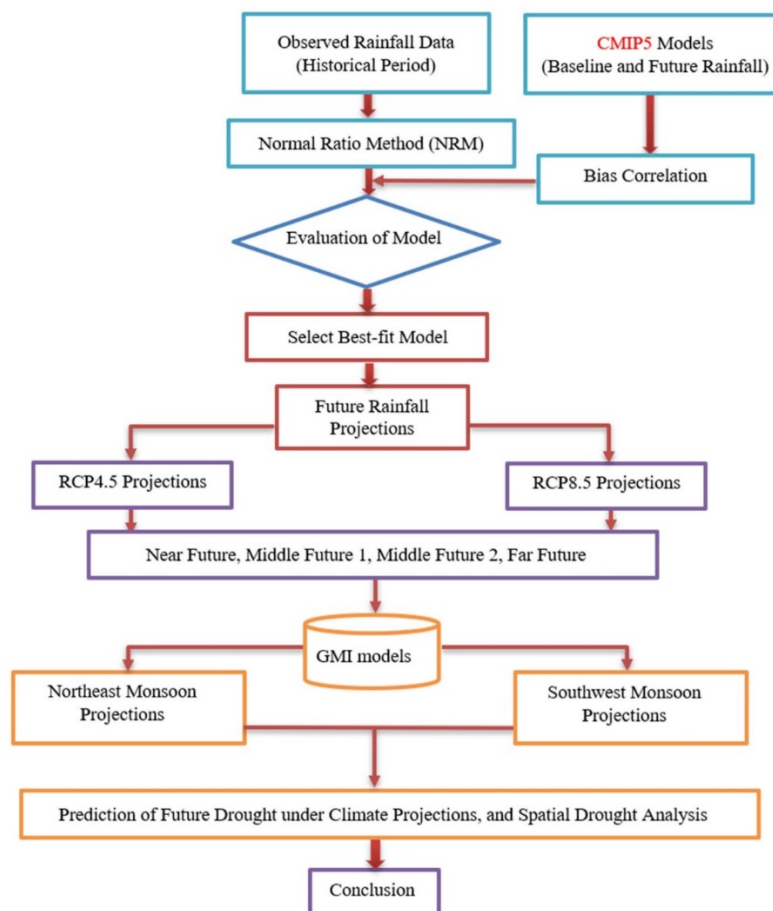 Observed Rainfall Data
(Historical Period)
CMIP5 Models
(Baseline and Future Rainfall)
Normal Ratio Method (NRM)
Bias Correlation
Evaluation of Model
Select Best-fit Model
Future Rainfall
Projections
RCP4.5 Projections
RCP8.5 Projections
Near Future, Middle Future 1, Middle Future 2, Far Future
GMI models
Northeast Monsoon
Projections
Southwest Monsoon
Projections
Prediction of Future Drought under Climate Projections, and Spatial Drought Analysis
Conclusion